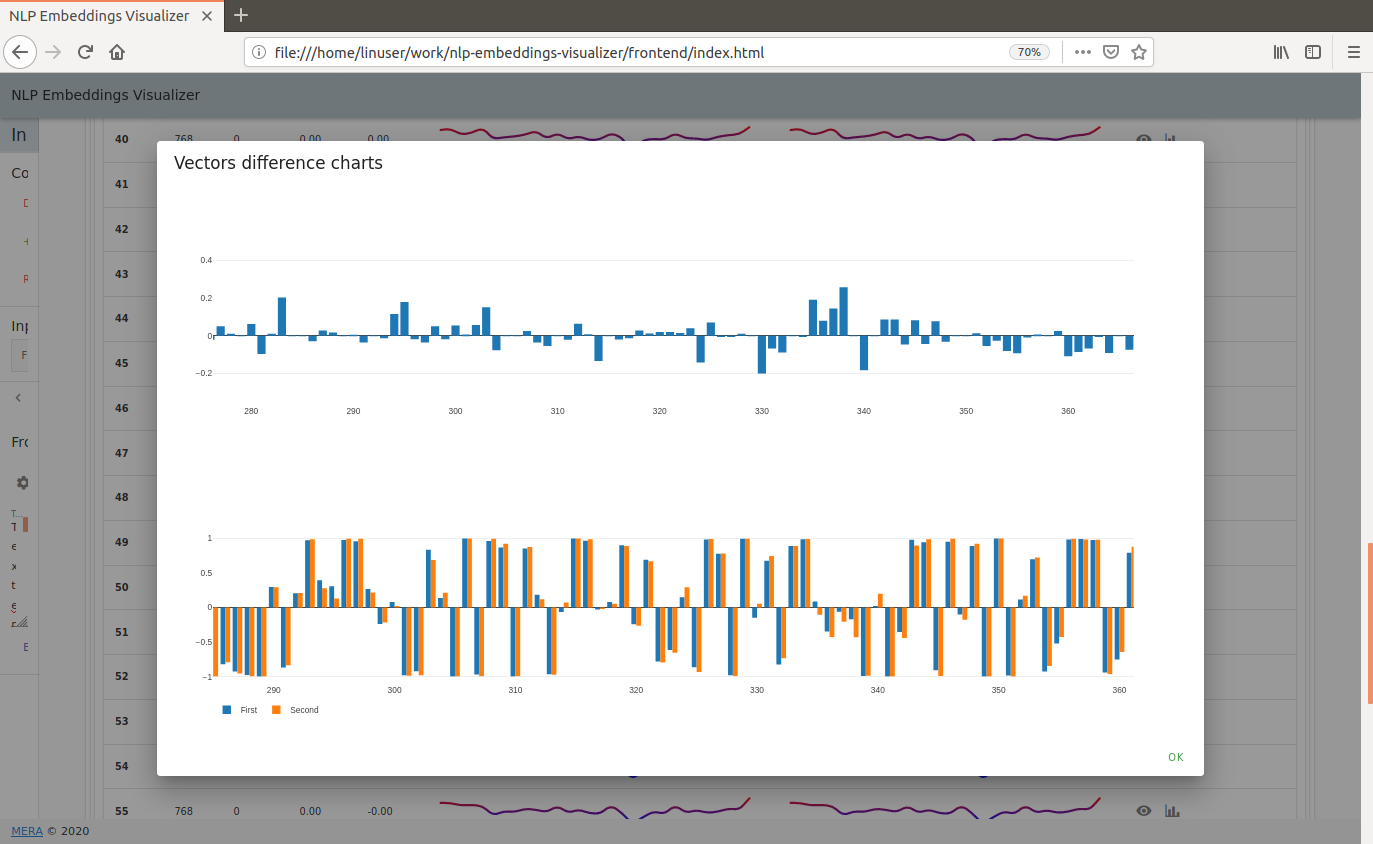 NLP Embeddings Visualizer
file:///home/linuser/work/nlp-embeddings-visualizer/frontend/index.html 70%
NLP Embeddings Visualizer
In
40 768 0 0.00 0.00
Vectors difference charts
Co
41
D
42
43
R
44
Inp
45
F
46
47
Fro
48
T...
T
49
e
x
50
t
e
51
r
E
52
53
54
0.4
0.2
0
−0.2
280 290 300 310 320 330 340 350 360
1
0.5
0
−0.5
−1
290 300 310 320 330 340 350 360
First Second
OK
55 768 0 0.00 -0.00
MERA © 2020